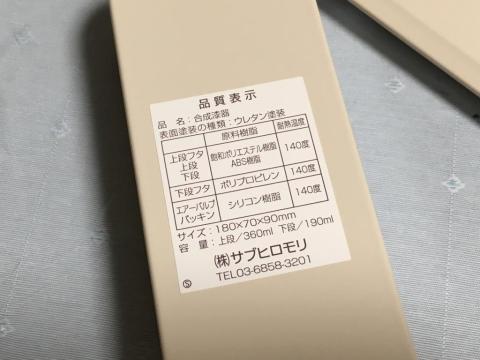 品質表示
品　名：合成漆器
表面塗装の種類：ウレタン塗装
原料樹脂 耐熱温度
上段フタ
上段
下段
飽和ポリエステル樹脂
ABS樹脂
140度
下段フタ ポリプロピレン 140度
エアーバルブ
パッキン
シリコン樹脂 140度
サイズ：180×70×90mm
容　量：上段/360ml 下段/190ml
㈱サブヒロモリ
TEL03-6858-3201
Ⓢ